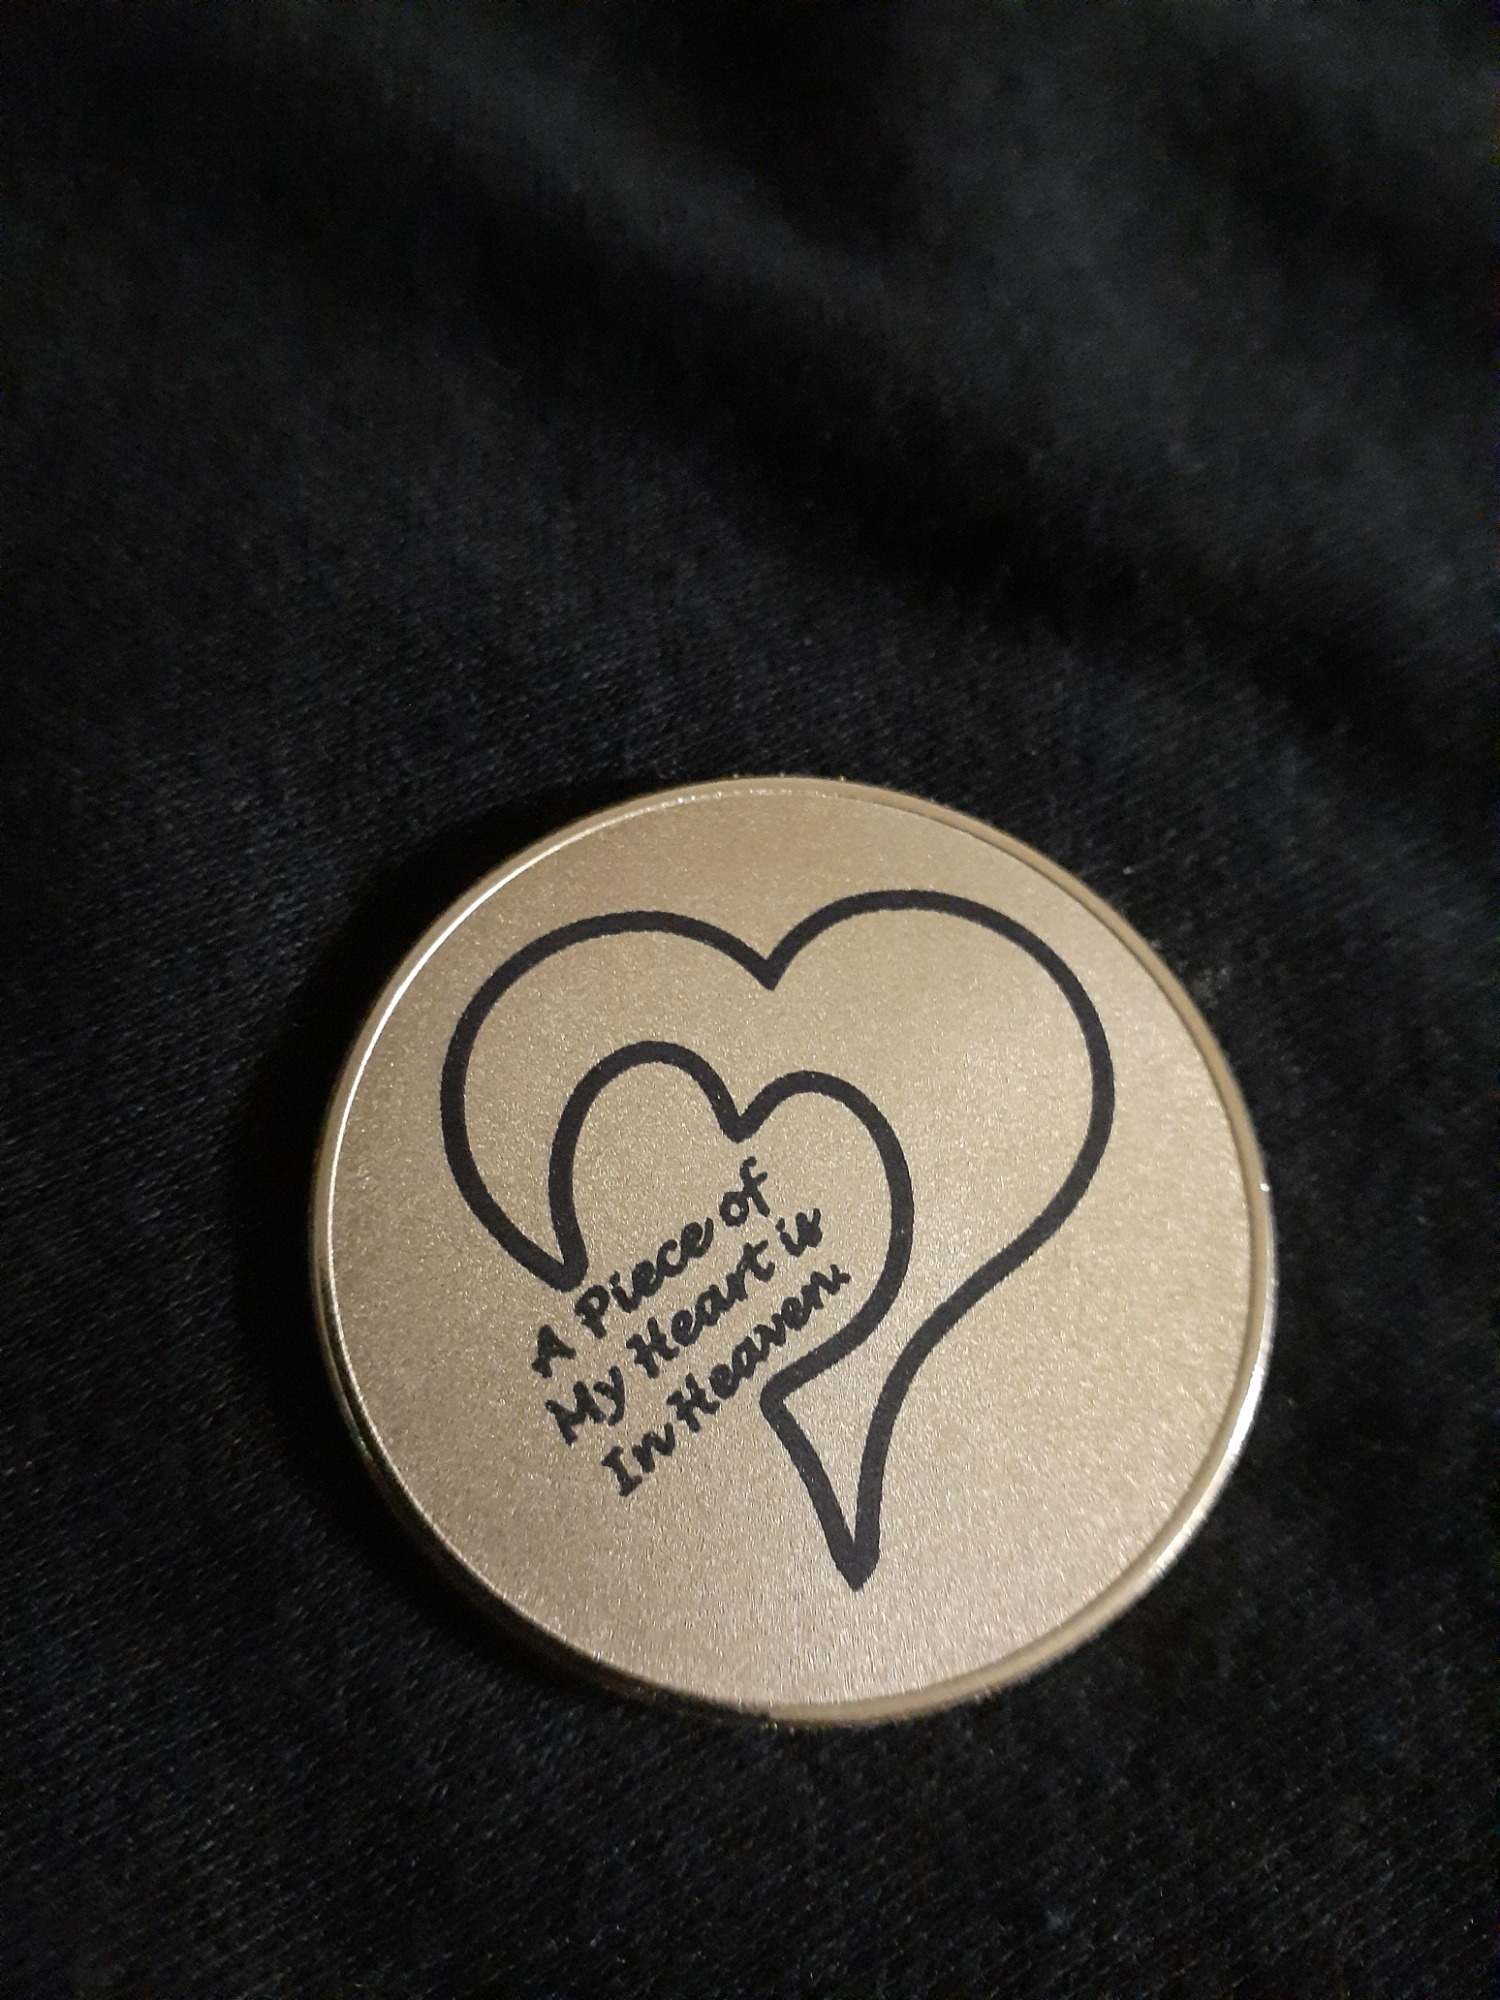 A Piece of
My Heart is
In Heaven.